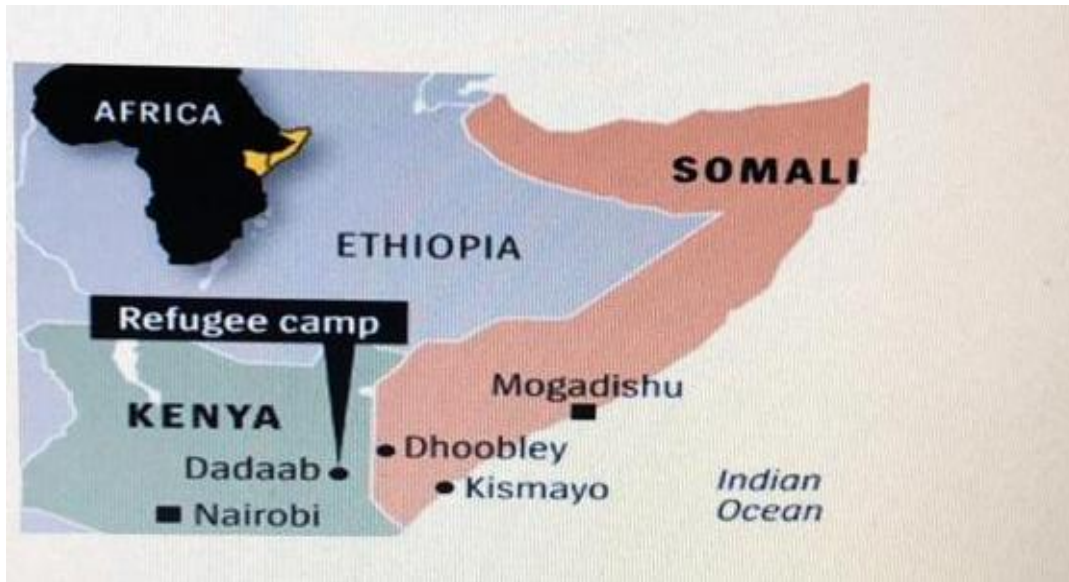 AFRICA
SOMALI
ETHIOPIA
Refugee camp
Mogadishu
KENYA
Dhoobley
Dadaab
Kismayo
Indian
Ocean
Nairobi